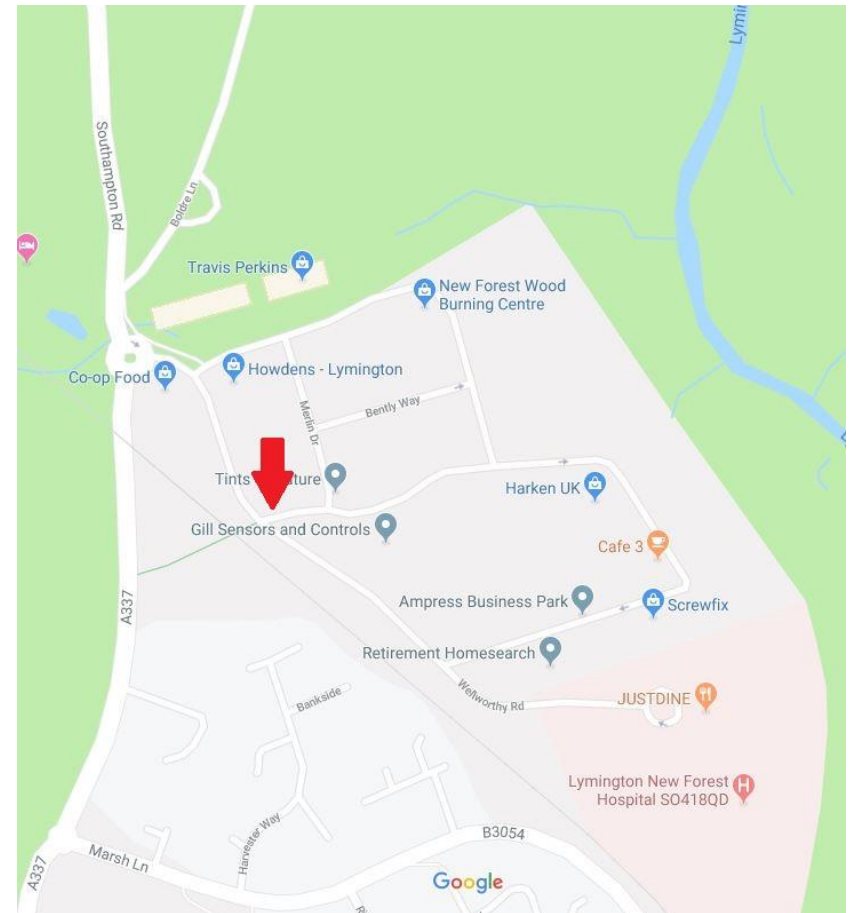 Lymi
Southampton Rd
Boldre Ln
Travis Perkins
New Forest Wood
Burning Centre
Co-op Food
Howdens - Lymington
Merlin Dr
Bently Way
Tints
ture
Harken UK
Gill Sensors and Controls
Cafe 3
A337
Ampress Business Park
Screwfix
Retirement Homesearch
Wellworthy Rd
JUSTDINE
Bankside
Lymington New Forest
Hospital SO418QD
Harvester Way
B3054
Marsh Ln
A337
Google